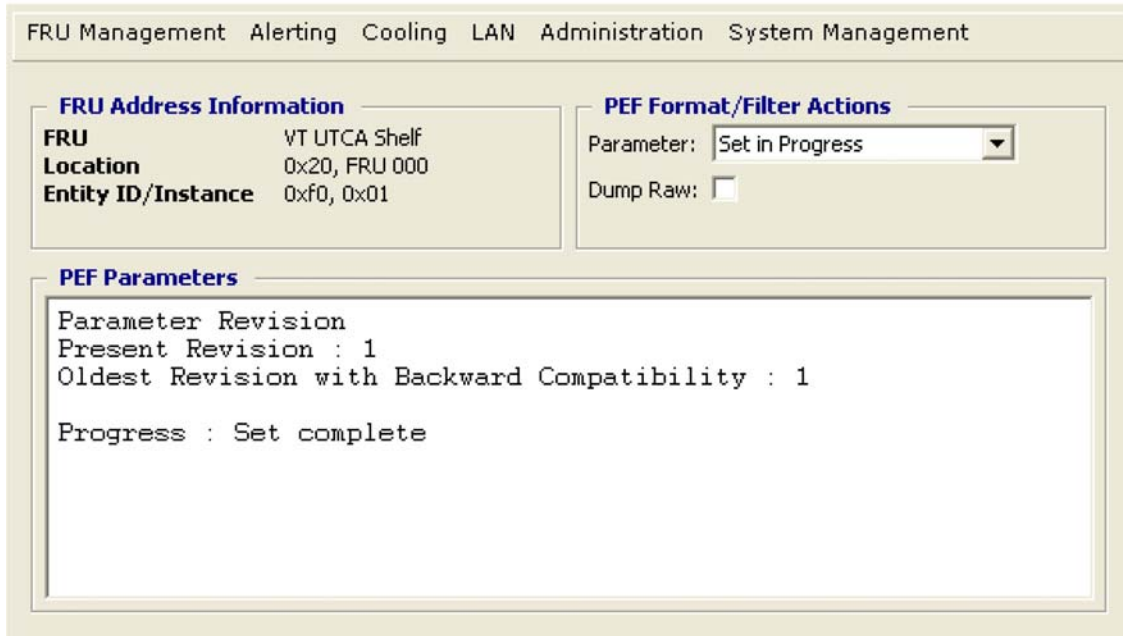 FRU Management Alerting Cooling LAN Administration System Management
FRU Address Information
FRU VT UTCA Shelf
Location 0x20, FRU 000
Entity ID/Instance 0xf0, 0x01
PEF Format/Filter Actions
Parameter: Set in Progress
Dump Raw:
PEF Parameters
Parameter Revision
Present Revision : 1
Oldest Revision with Backward Compatibility : 1
Progress : Set complete